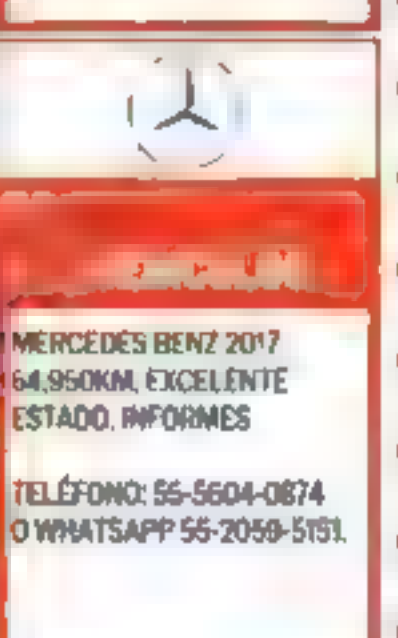 MERCEDES BENZ 2017
64,950KM, EXCELENTE
ESTADO, INFORMES
TELÉFONO: 55-5604-0874
O WHATSAPP 55-2059-5151.